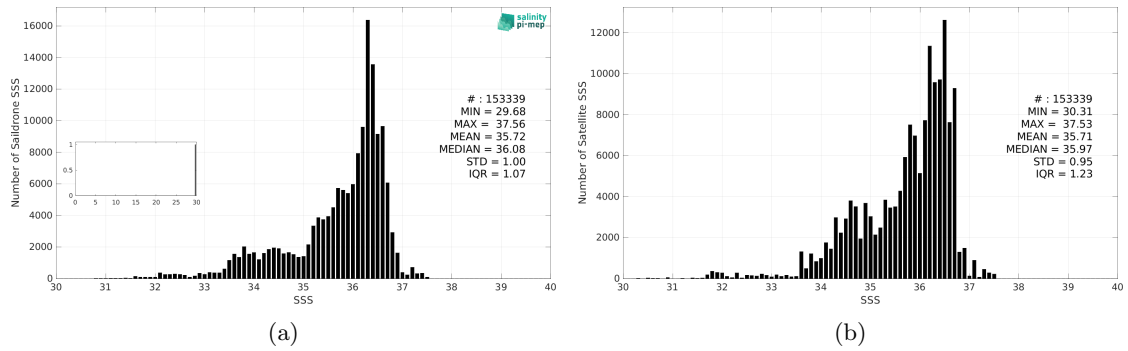 salinity
pi-mep
Number of Saildrone SSS
16000
14000
12000
10000
8000
6000
4000
2000
0
# : 153339
MIN = 29.68
MAX = 37.56
MEAN = 35.72
MEDIAN = 36.08
STD = 1.00
IQR = 1.07
1
0.5
0
0 5 10 15 20 25 30
30 31 32 33 34 35 36 37 38 39 40
SSS
(a)
Number of Satellite SSS
12000
10000
8000
6000
4000
2000
0
# : 153339
MIN = 30.31
MAX = 37.53
MEAN = 35.71
MEDIAN = 35.97
STD = 0.95
IQR = 1.23
30 31 32 33 34 35 36 37 38 39 40
SSS
(b)